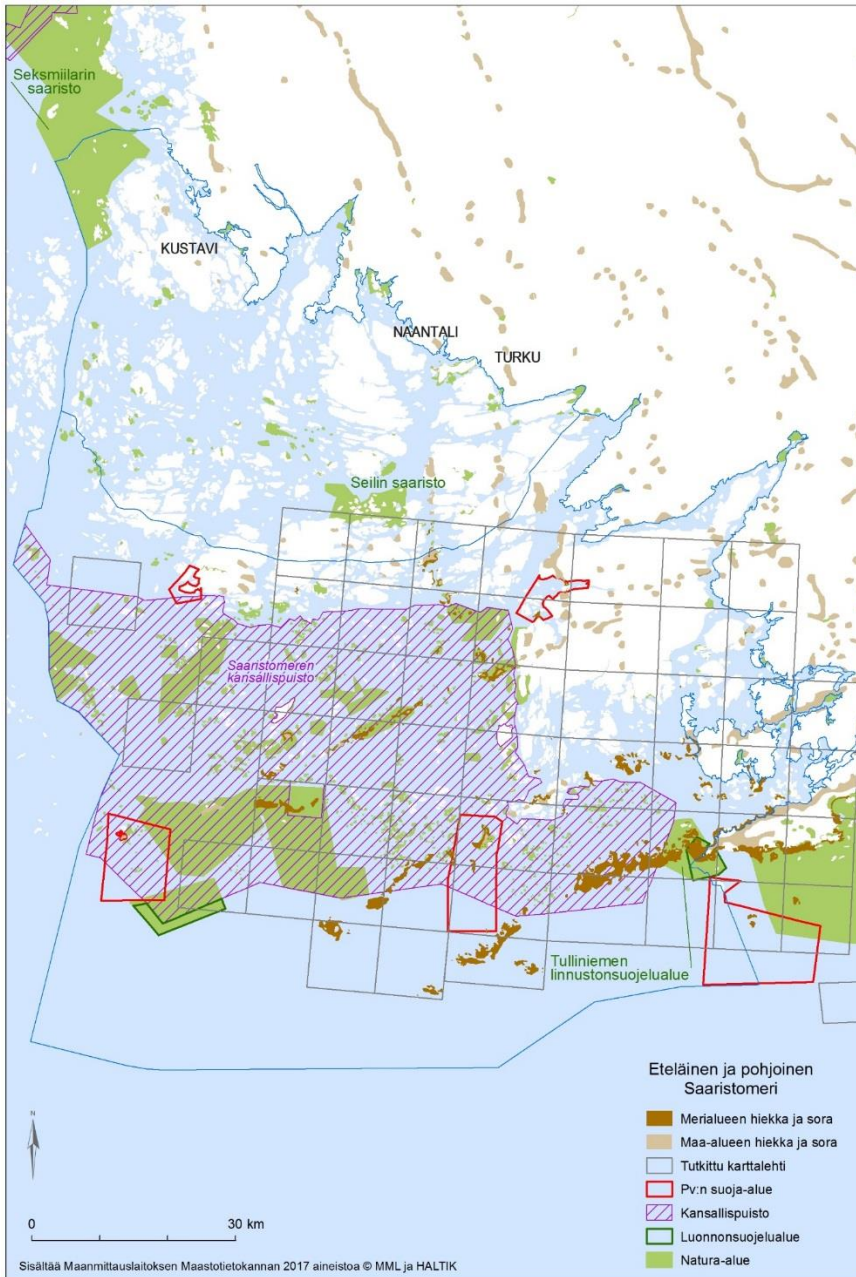 Seksmiilarin
saaristo
KUSTAVI
NAANTALI
TURKU
Seilin saaristo
Saaristomeren
kansallispuisto
Tulliniemen
linnustonsuojelualue
Eteläinen ja pohjoinen
Saaristomeri
Merialueen hiekka ja sora
Maa-alueen hiekka ja sora
Tutkittu karttalehti
Pv:n suoja-alue
Kansallispuisto
Luonnonsuojelualue
Natura-alue
N
0 30 km
Sisältää Maanmittauslaitoksen Maastotietokannan 2017 aineistoa © MML ja HALTIK